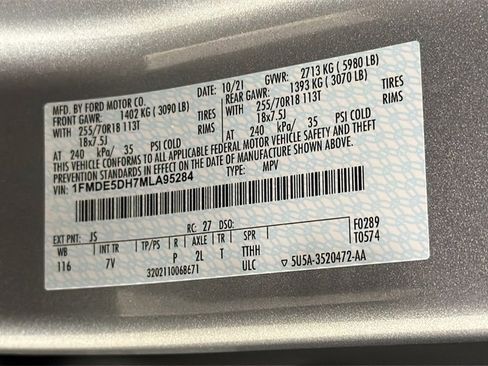 MFD. BY FORD MOTOR CO.
DATE: 10/21 GVWR: 2713 KG (5980 LB)
FRONT GAWR: 1402 KG (3090 LB) REAR GAWR: 1393 KG (3070 LB)
WITH 255/70R18 113T TIRES WITH 255/70R18 113T TIRES
18x7.5J RIMS 18x7.5J RIMS
AT 240 kPa/ 35 PSI COLD AT 240 kPa/ 35 PSI COLD
THIS VEHICLE CONFORMS TO ALL APPLICABLE FEDERAL MOTOR VEHICLE SAFETY AND THEFT
PREVENTION STANDARDS IN EFFECT ON THE DATE OF MANUFACTURE SHOWN ABOVE.
VIN: 1FMDE5DH7MLA95284 TYPE: MPV
EXT PNT: JS RC: 27 DSO: F0289
WB INT TR TP/PS R AXLE TR SPR T0574
116 7V P 2L T TTHH
3202110068671 ULC ▽ 5U5A-3520472-AA